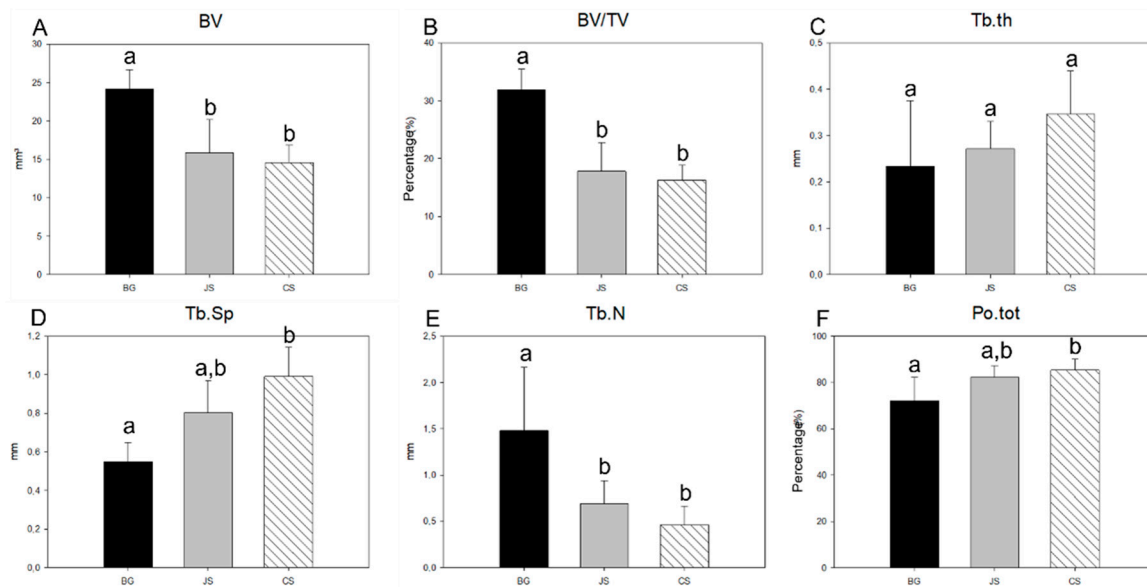 A
BV
a
b
b
30
25
20
15
10
5
0
mm³
BG
JS
CS
B
BV/TV
a
b
b
40
30
20
10
0
Percentage(%)
BG
JS
CS
C
Tb.th
a
a
a
0,5
0,4
0,3
0,2
0,1
0,0
mm
BG
JS
CS
D
Tb.Sp
a
a,b
b
1,2
1,0
0,8
0,6
0,4
0,2
0,0
mm
BG
JS
CS
E
Tb.N
a
b
b
2,5
2,0
1,5
1,0
0,5
0,0
mm
BG
JS
CS
F
Po.tot
a
a,b
b
100
80
60
40
20
0
Percentage(%)
BG
JS
CS